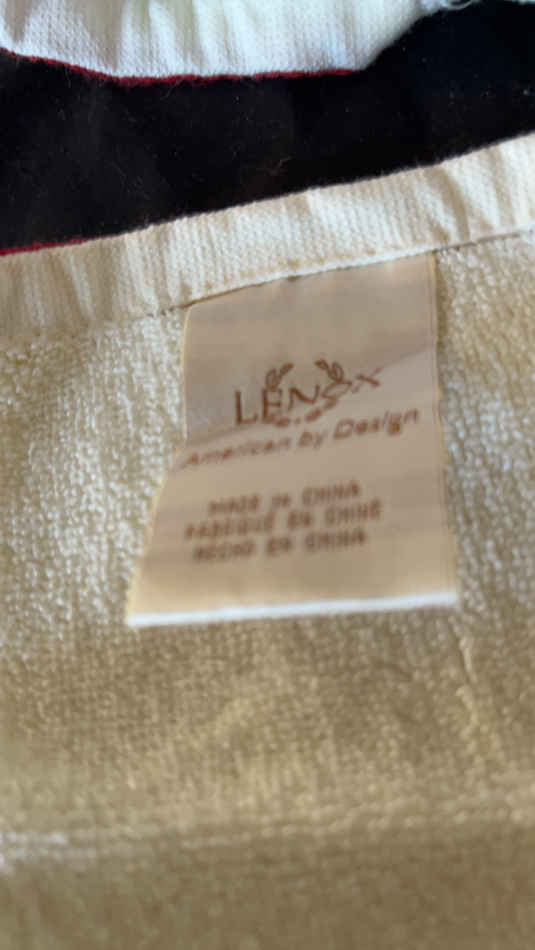 LENOX
American by Design
MADE IN CHINA
FABRIQUÉ EN CHINE
HECHO EN CHINA